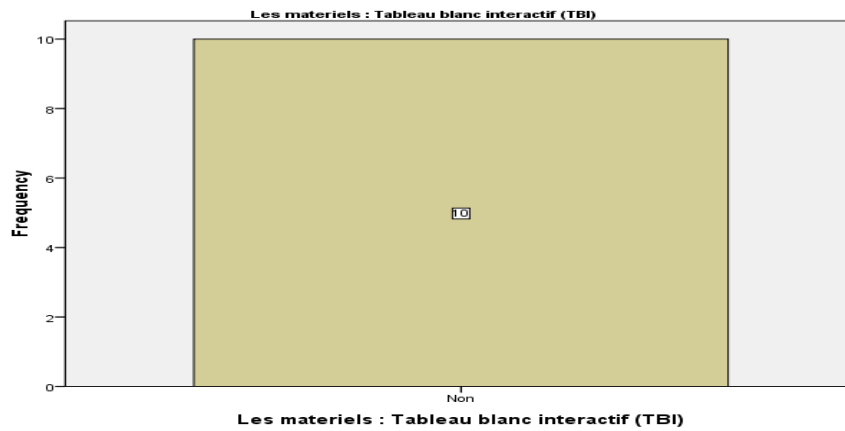 Les materiels : Tableau blanc interactif (TBI)
10
8
6
4
2
0
Frequency
10
Non
Les materiels : Tableau blanc interactif (TBI)